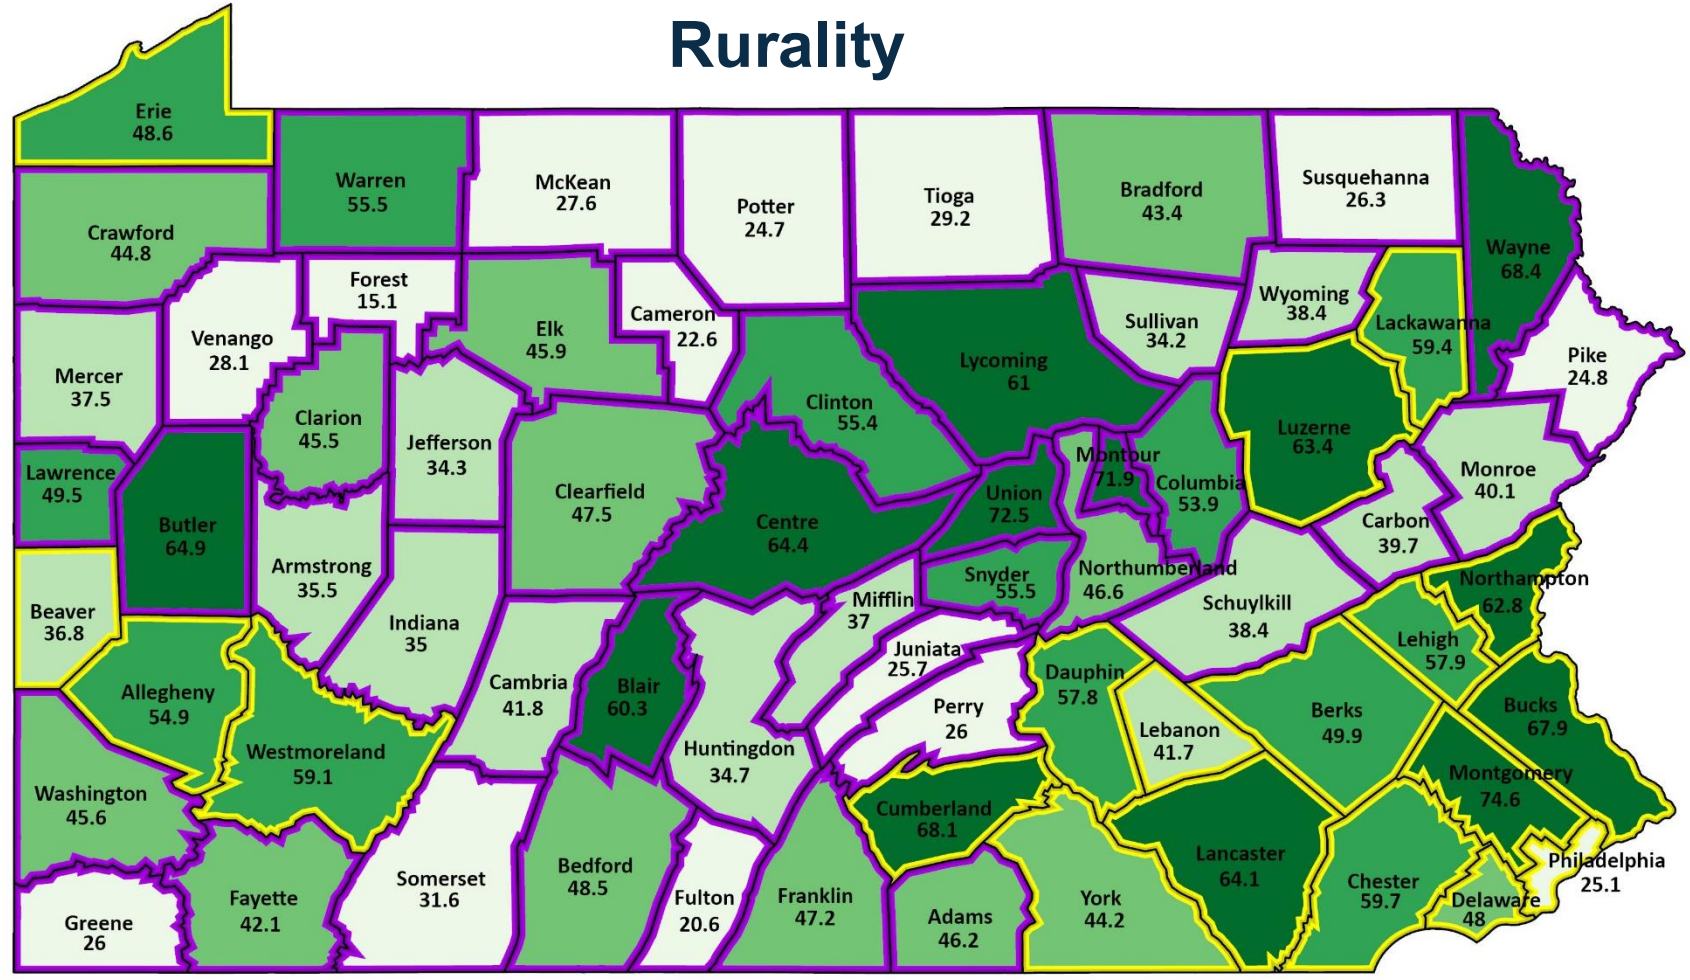 Rurality
Erie
48.6
Warren
55.5
McKean
27.6
Potter
24.7
Tioga
29.2
Bradford
43.4
Susquehanna
26.3
Wayne
68.4
Crawford
44.8
Forest
15.1
Venango
28.1
Elk
45.9
Cameron
22.6
Sullivan
34.2
Wyoming
38.4
Lackawanna
59.4
Pike
24.8
Mercer
37.5
Clarion
45.5
Jefferson
34.3
Clinton
55.4
Lycoming
61
Luzerne
63.4
Montour
71.9
Columbia
53.9
Monroe
40.1
Lawrence
49.5
Butler
64.9
Clearfield
47.5
Centre
64.4
Union
72.5
Carbon
39.7
Armstrong
35.5
Snyder
55.5
Northumberland
46.6
Northampton
62.8
Beaver
36.8
Indiana
35
Mifflin
37
Schuylkill
38.4
Lehigh
57.9
Juniata
25.7
Allegheny
54.9
Cambria
41.8
Blair
60.3
Dauphin
57.8
Perry
26
Berks
49.9
Bucks
67.9
Westmoreland
59.1
Huntingdon
34.7
Lebanon
41.7
Montgomery
74.6
Washington
45.6
Cumberland
68.1
Lancaster
64.1
Philadelphia
25.1
Somerset
31.6
Bedford
48.5
Fulton
20.6
Franklin
47.2
Adams
46.2
York
44.2
Chester
59.7
Delaware
48
Greene
26
Fayette
42.1